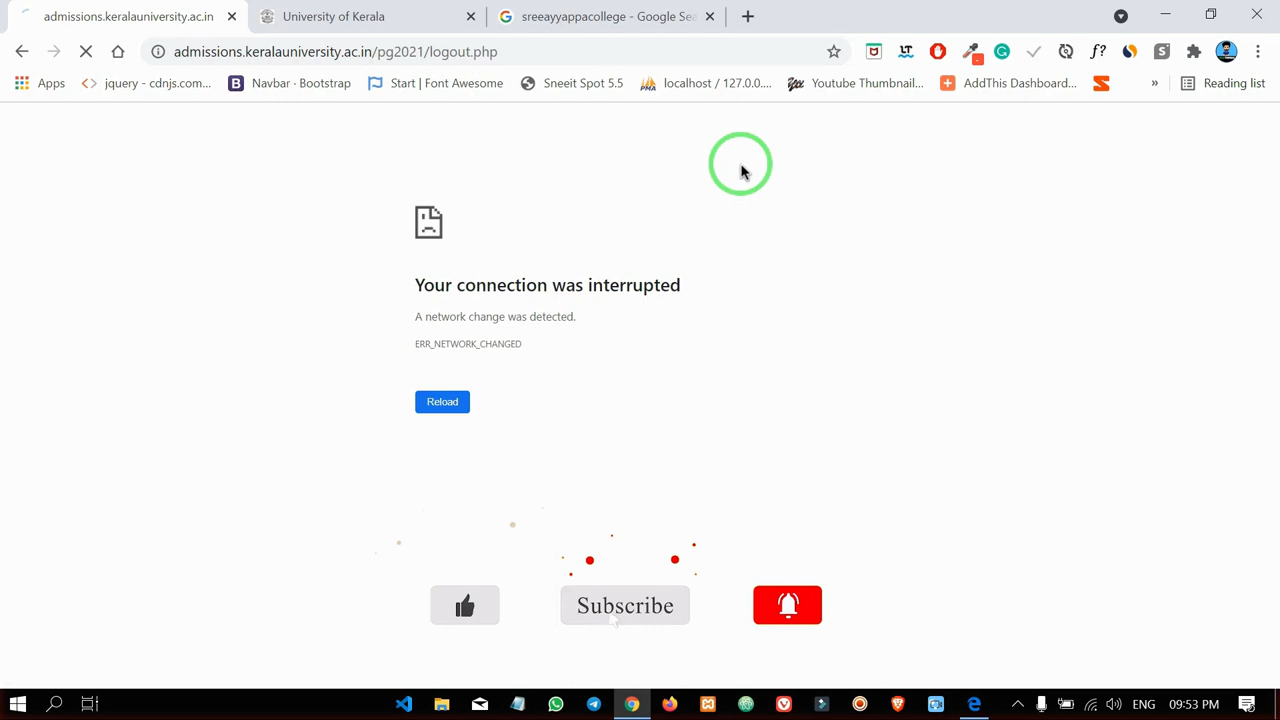 admissions.keralauniversity.ac.in
University of Kerala
sreeayyappacollege - Google Sea
admissions.keralauniversity.ac.in/pg2021/logout.php
Apps
jquery - cdnjs.com...
Navbar · Bootstrap
Start | Font Awesome
Sneeit Spot 5.5
localhost / 127.0.0....
Youtube Thumbnail...
AddThis Dashboard...
»
Reading list
Your connection was interrupted
A network change was detected.
ERR_NETWORK_CHANGED
Reload
Subscribe
ENG
09:53 PM